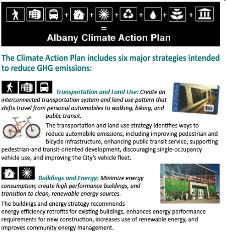 + + + + + +
=
Albany Climate Action Plan
The Climate Action Plan includes six major strategies intended
to reduce GHG emissions:
Transportation and Land Use: Create an
interconnected transportation system and land use pattern that
shifts travel from personal automobiles to walking, biking, and
public transit.
The transportation and land use strategy identifies ways to
reduce automobile emissions, including improving pedestrian and
bicycle infrastructure, enhancing public transit service, supporting
pedestrian-and transit-oriented development, discouraging single-occupancy
vehicle use, and improving the City's vehicle fleet.
Buildings and Energy: Minimize energy
consumption; create high performance buildings, and
transition to clean, renewable energy sources.
The buildings and energy strategy recommends
energy efficiency retrofits for existing buildings, enhances energy performance
requirements for new construction, increases use of renewable energy, and
improves community energy management.